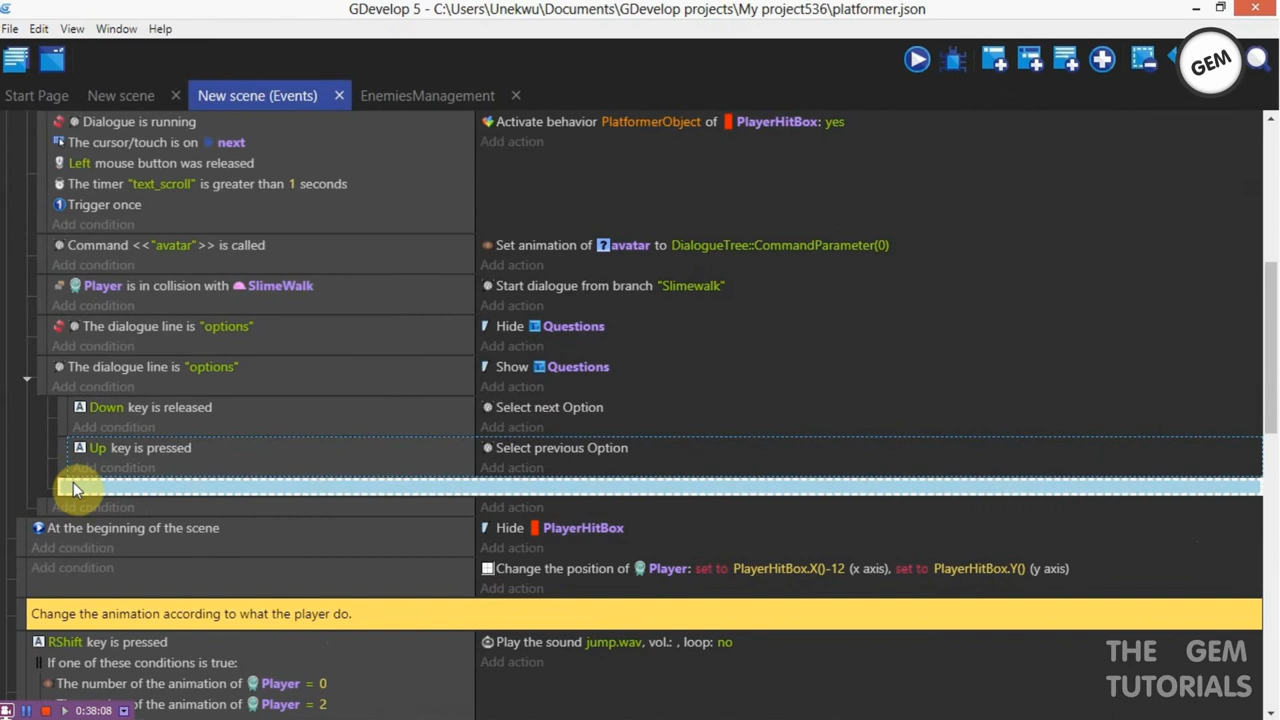 GDevelop 5 - C:\Users\Unekwu\Documents\GDevelop projects\My project536\platformer.json
File Edit View Window Help
GEM
Start Page New scene New scene (Events) EnemiesManagement
Dialogue is running Activate behavior PlatformerObject of PlayerHitBox: yes
The cursor/touch is on next Add action
Left mouse button was released
The timer "text_scroll" is greater than 1 seconds
Trigger once
Add condition
Command <<"avatar">> is called Set animation of avatar to DialogueTree::CommandParameter(0)
Add condition Add action
Player is in collision with SlimeWalk Start dialogue from branch "Slimewalk"
Add condition Add action
The dialogue line is "options" Hide Questions
Add condition Add action
The dialogue line is "options" Show Questions
Add condition Add action
Down key is released Select next Option
Add condition Add action
Up key is pressed Select previous Option
Add condition Add action
Add condition Add action
At the beginning of the scene Hide PlayerHitBox
Add condition Add action
Add condition Change the position of Player: set to PlayerHitBox.X()-12 (x axis), set to PlayerHitBox.Y() (y axis)
Add action
Change the animation according to what the player do.
RShift key is pressed Play the sound jump.wav, vol.: , loop: no
If one of these conditions is true: Add action
The number of the animation of Player = 0
of the animation of Player = 2
THE GEM
TUTORIALS
0:38:08